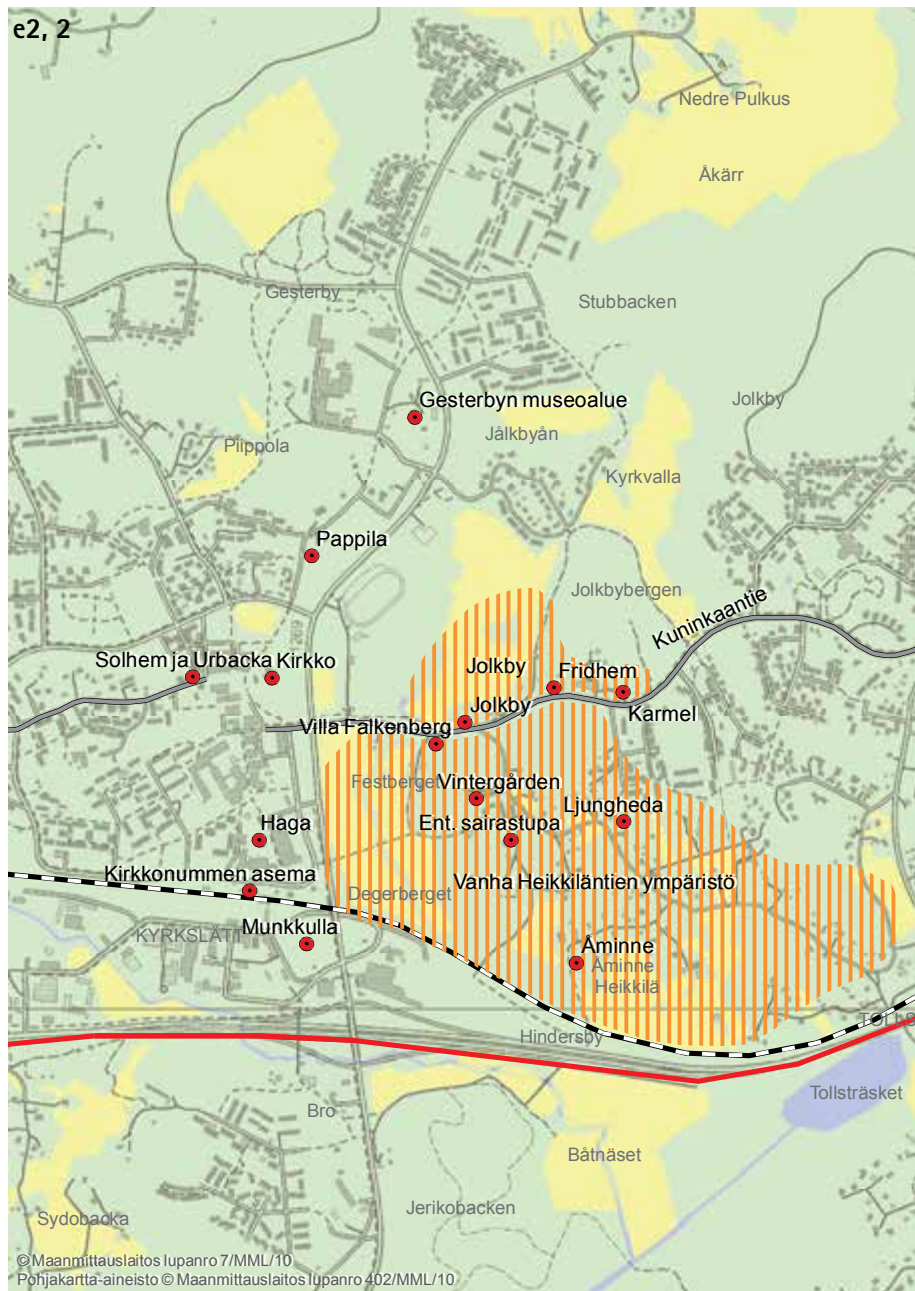 e2, 2
Nedre Pulkus
Åkärr
Gesterby
Stubbacken
Gesterbyn museoalue
Jolkby
Jålkbyån
Piippola
Kyrkvalla
Pappila
Jolkbybergen
Kuninkaantie
689
Solhem ja Urbacka
Kirkko
Jolkby
Fridhem
Karmel
Jolkby
Villa Falkenberg
Festberget
Vintergården
Ljungheda
Haga
Ent. sairastupa
Kirkkonummen asema
Vanha Heikkiläntien ympäristö
Degerberget
Munkkulla
KYRKSLÄTT
Åminne
Åminne
Heikkilä
TOLLS
Hindersby
Tollsträsket
Bro
Båtnäset
Jerikobacken
Sydobacka
© Maanmittauslaitos lupanro 7/MML/10
Pohjakartta-aineisto © Maanmittauslaitos lupanro 402/MML/10